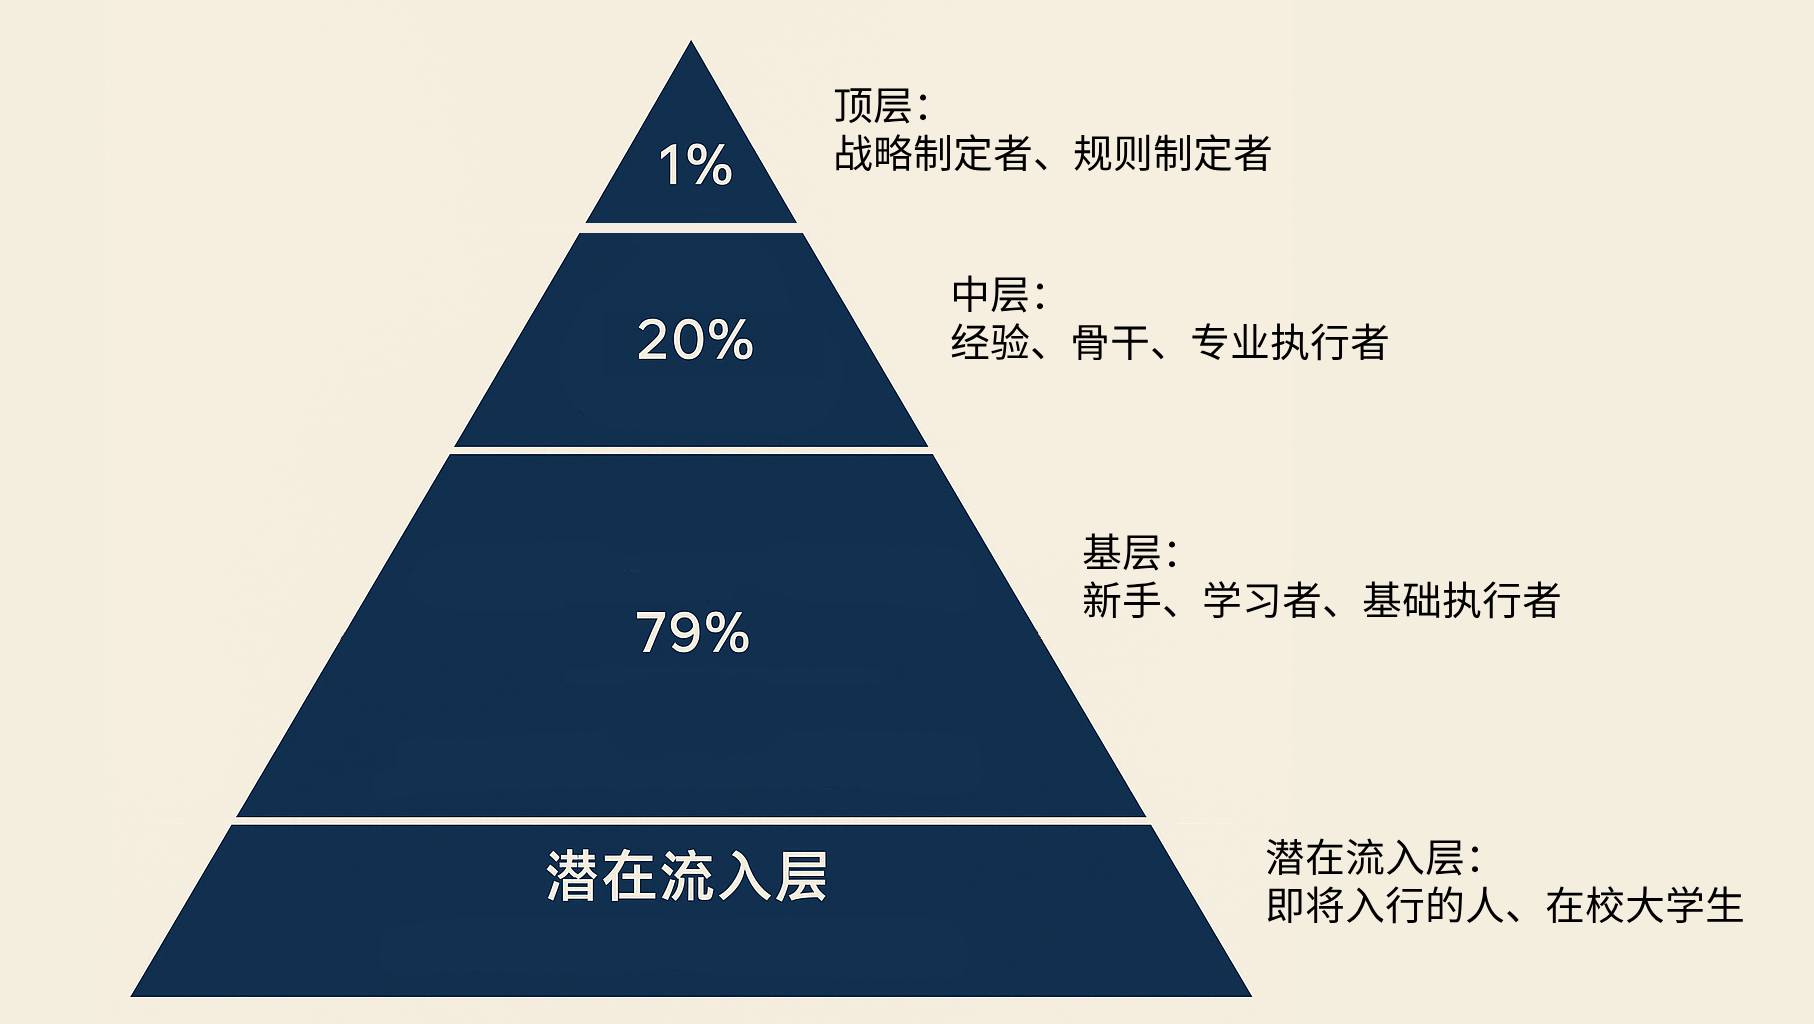 1%
顶层：
战略制定者、规则制定者
20%
中层：
经验、骨干、专业执行者
79%
基层：
新手、学习者、基础执行者
潜在流入层
潜在流入层：
即将入行的人、在校大学生